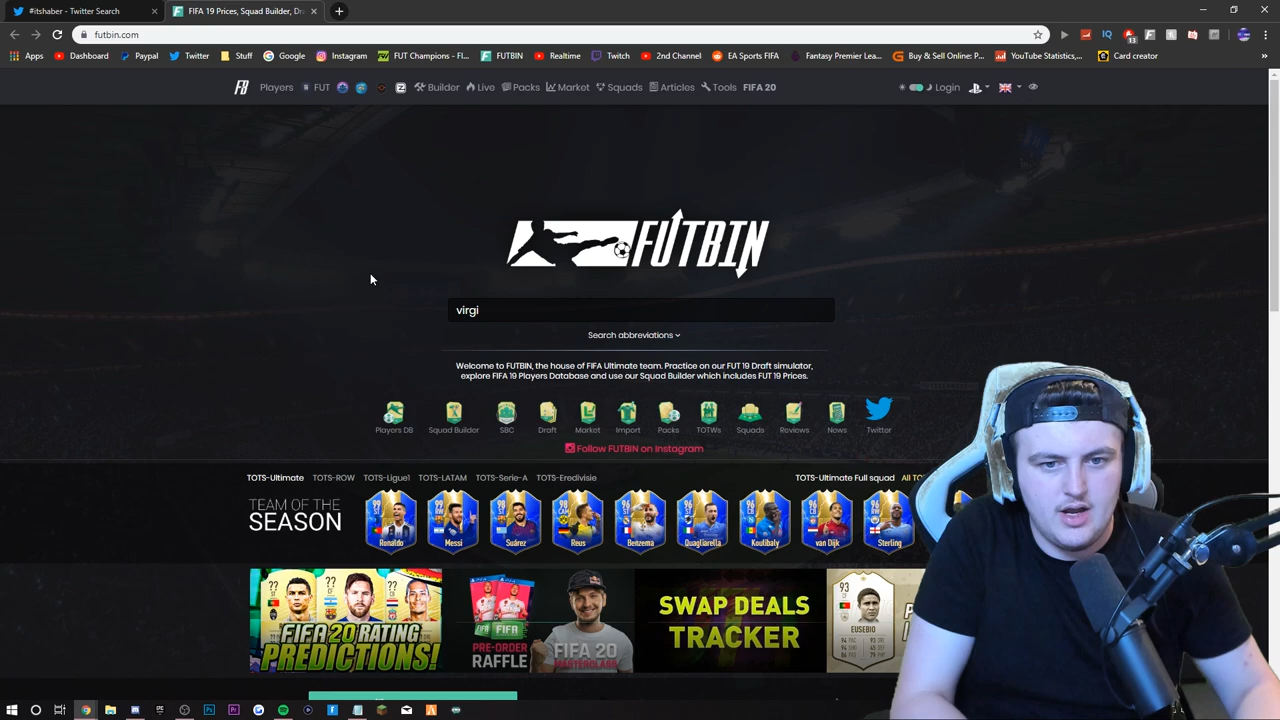 #itshaber - Twitter Search
FIFA 19 Prices, Squad Builder, Dra
futbin.com
Apps
Dashboard
Paypal
Twitter
Stuff
Google
Instagram
FUT Champions - FI...
FUTBIN
Realtime
Twitch
2nd Channel
EA Sports FIFA
Fantasy Premier Lea...
Buy & Sell Online: P...
YouTube Statistics,...
Card creator
Players
FUT
Builder
Live
Packs
Market
Squads
Articles
Tools
FIFA 20
Login
FUTBIN
virgi
Search abbreviations
Welcome to FUTBIN, the house of FIFA Ultimate team. Practice on our FUT 19 Draft simulator,
explore FIFA 19 Players Database and use our Squad Builder which includes FUT 19 Prices.
Players DB
Squad Builder
SBC
Draft
Market
Import
Packs
TOTWs
Squads
Reviews
News
Twitter
Follow FUTBIN on Instagram
TOTS-Ultimate
TOTS-ROW
TOTS-Ligue1
TOTS-LATAM
TOTS-Serie-A
TOTS-Eredivisie
TOTS-Ultimate Full squad
TEAM OF THE
SEASON
Ronaldo
Messi
Suárez
Reus
Benzema
Quagliarella
Koulibaly
van Dijk
Sterling
?? ?? ??
FIFA 20 RATING
PREDICTIONS!
PRE-ORDER
RAFFLE
FIFA 20
MASTERCLASS
SWAP DEALS
TRACKER
93
CF
EUSEBIO